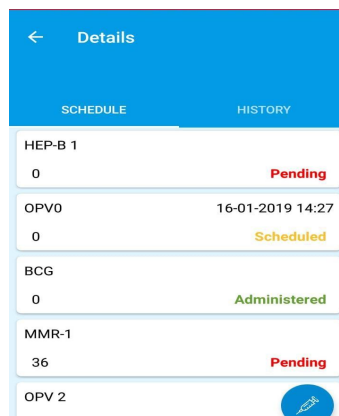 ← Details
SCHEDULE HISTORY
HEP-B 1
0 Pending
OPV0 16-01-2019 14:27
0 Scheduled
BCG
0 Administered
MMR-1
36 Pending
OPV 2